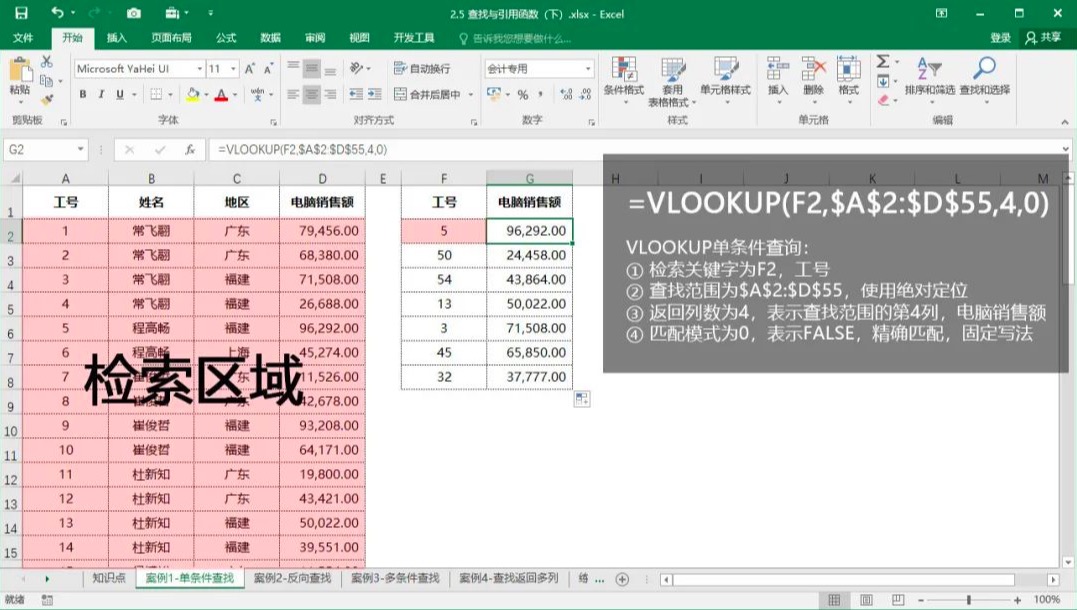 2.5 查找与引用函数（下）.xlsx - Excel
文件 开始 插入 页面布局 公式 数据 审阅 视图 开发工具 告诉我您想要做什么... 登录 共享
Microsoft YaHei UI 11 自动换行 会计专用
粘贴 B I U 合并后居中 % 条件格式 套用表格格式 单元格样式 插入 删除 格式 排序和筛选 查找和选择
剪贴板 字体 对齐方式 数字 样式 单元格 编辑
G2 =VLOOKUP(F2,$A$2:$D$55,4,0)
A B C D E F G H I J K L M
1 工号 姓名 地区 电脑销售额 工号 电脑销售额
2 1 常飞翮 广东 79,456.00 5 96,292.00
3 2 常飞翮 广东 68,380.00 50 24,458.00
4 3 常飞翮 福建 71,508.00 54 43,864.00
5 4 常飞翮 福建 26,688.00 13 50,022.00
6 5 程高畅 福建 96,292.00 3 71,508.00
7 6 程高畅 上海 45,274.00 45 65,850.00
8 7 东 11,526.00 32 37,777.00
检索区域
9 8 42,678.00
10 9 崔俊哲 福建 93,208.00
11 10 崔俊哲 福建 64,171.00
12 11 杜新知 广东 19,800.00
13 12 杜新知 广东 43,421.00
14 13 杜新知 福建 50,022.00
15 14 杜新知 福建 39,551.00
=VLOOKUP(F2,$A$2:$D$55,4,0)
VLOOKUP单条件查询：
① 检索关键字为F2，工号
② 查找范围为$A$2:$D$55，使用绝对定位
③ 返回列数为4，表示查找范围的第4列，电脑销售额
④ 匹配模式为0，表示FALSE，精确匹配，固定写法
知识点 案例1-单条件查找 案例2-反向查找 案例3-多条件查找 案例4-查找返回多列 ...
就绪 100%